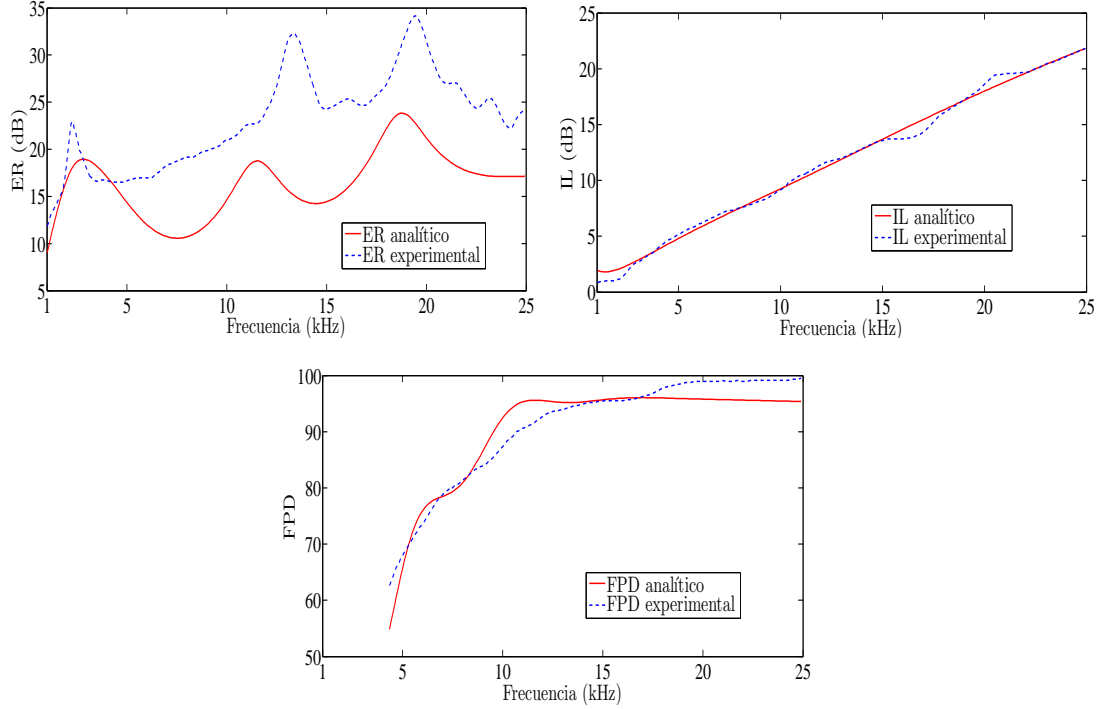 35
30
25
20
15
10
5
ER (dB)
1 5 10 15 20 25
Frecuencia (kHz)
ER analítico
ER experimental
25
20
15
10
5
0
IL (dB)
1 5 10 15 20 25
Frecuencia (kHz)
IL analítico
IL experimental
100
90
80
70
60
50
FPD
1 5 10 15 20 25
Frecuencia (kHz)
FPD analítico
FPD experimental